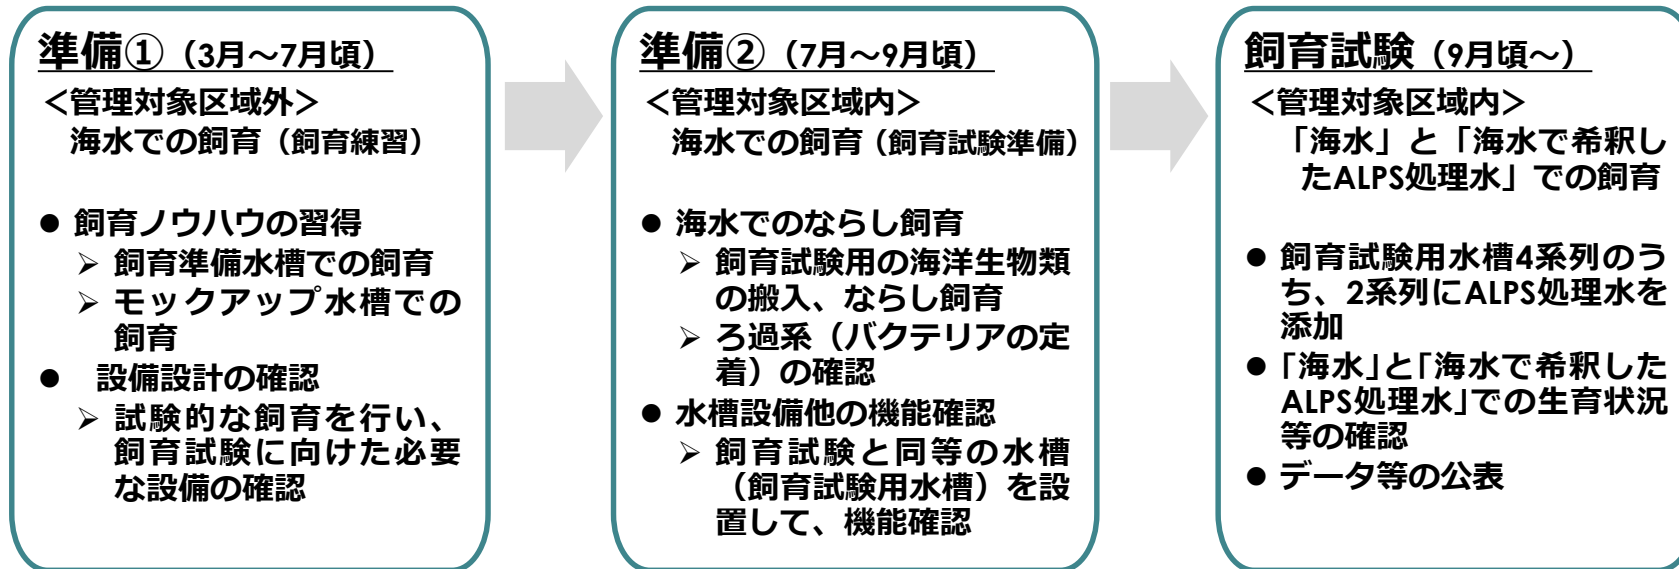 準備①（3月～7月頃）
＜管理対象区域外＞
海水での飼育（飼育練習）
● 飼育ノウハウの習得
➢ 飼育準備水槽での飼育
➢ モックアップ水槽での
飼育
● 設備設計の確認
➢ 試験的な飼育を行い、
飼育試験に向けた必要
な設備の確認
準備②（7月～9月頃）
＜管理対象区域内＞
海水での飼育（飼育試験準備）
● 海水でのならし飼育
➢ 飼育試験用の海洋生物類
の搬入、ならし飼育
➢ ろ過系（バクテリアの定
着）の確認
● 水槽設備他の機能確認
➢ 飼育試験と同等の水槽
（飼育試験用水槽）を設
置して、機能確認
飼育試験（9月頃～）
＜管理対象区域内＞
「海水」と「海水で希釈し
たALPS処理水」での飼育
● 飼育試験用水槽4系列のう
ち、2系列にALPS処理水を
添加
● 「海水」と「海水で希釈した
ALPS処理水」での生育状況
等の確認
● データ等の公表